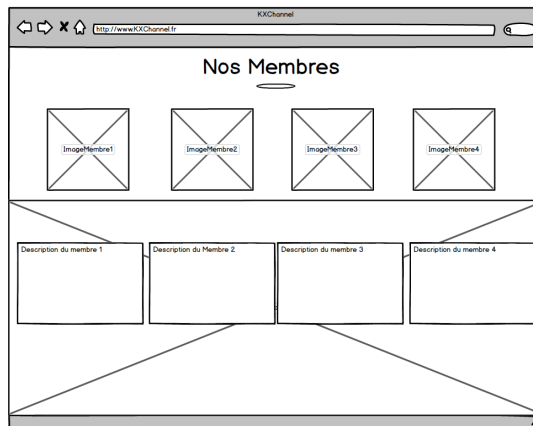 KXChannel
http://www.KXChannel.fr
Nos Membres
ImageMembre1 ImageMembre2 ImageMembre3 ImageMembre4
Description du membre 1 Description du Membre 2 Description du membre 3 Description du membre 4